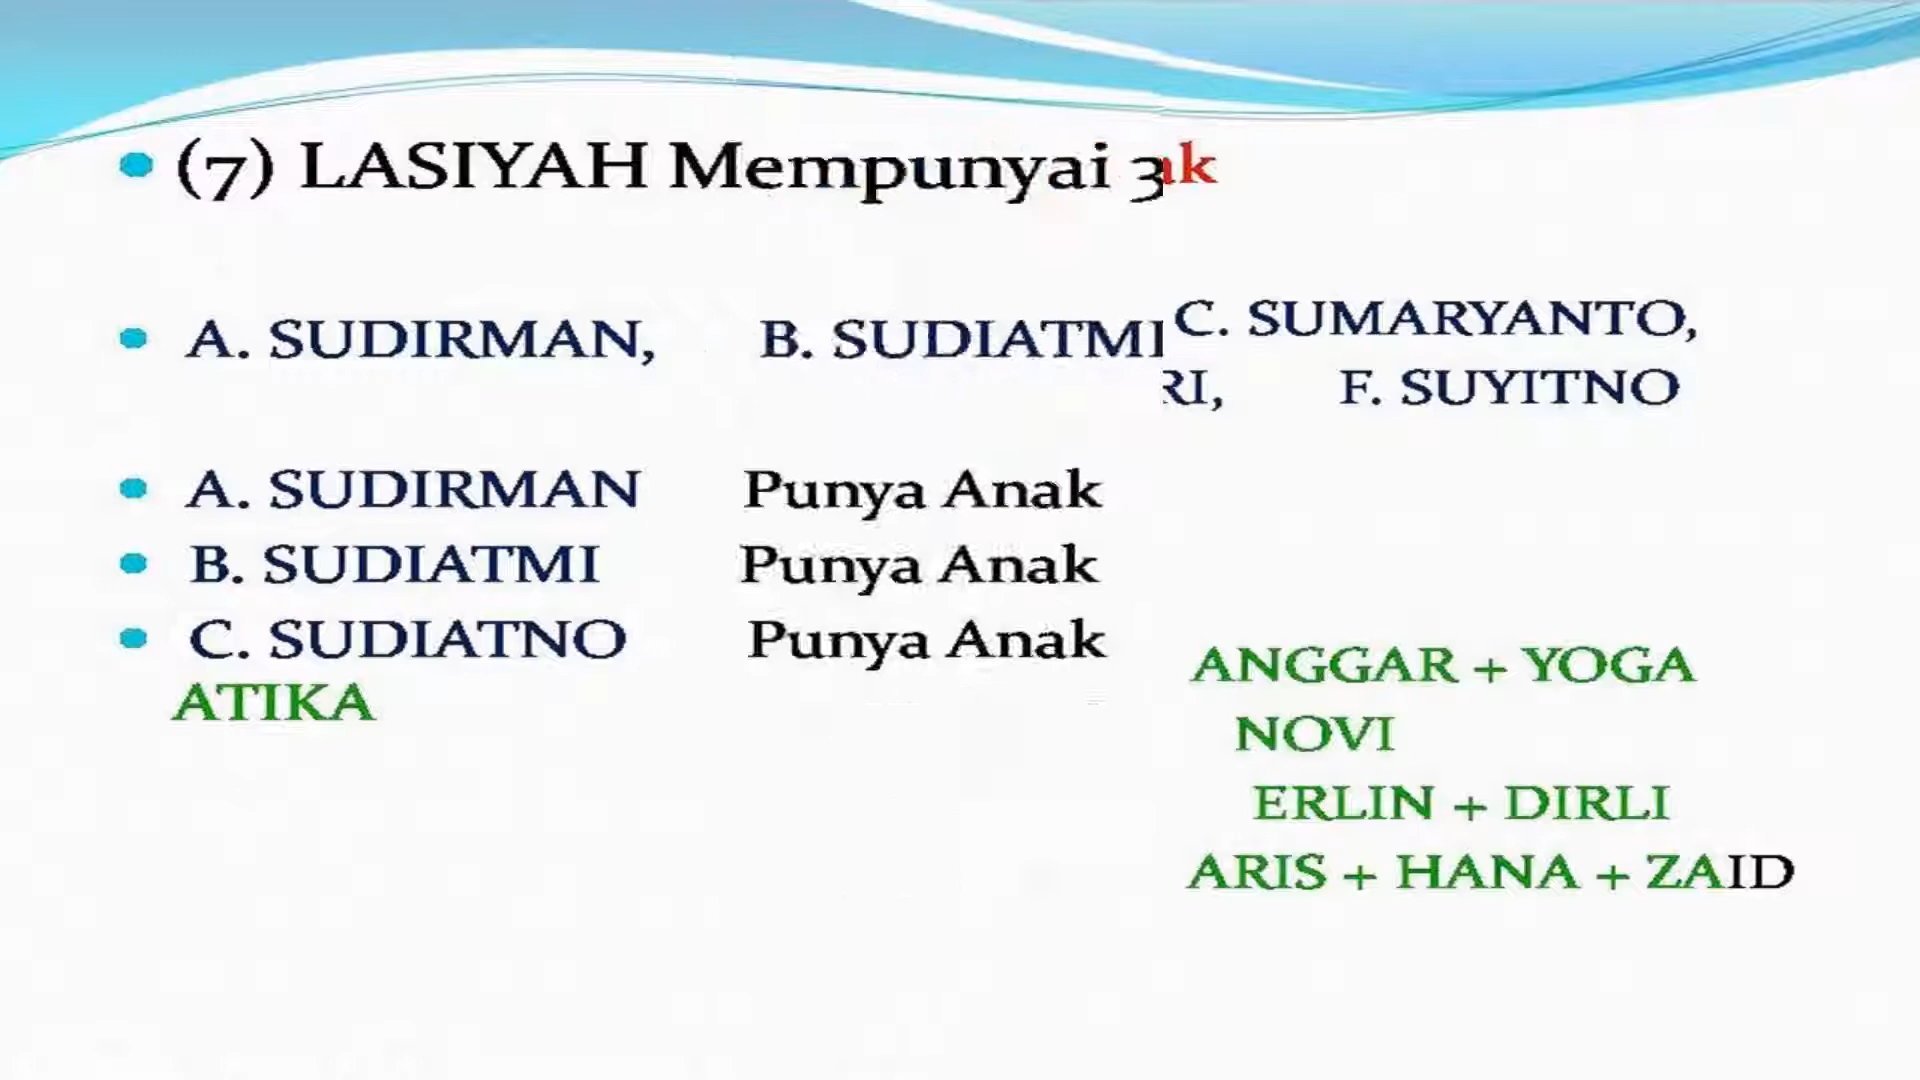 (7) LASIYAH Mempunyai 3
A. SUDIRMAN, B. SUDIATMI C. SUMARYANTO,
RI, F. SUYITNO
A. SUDIRMAN Punya Anak
B. SUDIATMI Punya Anak
C. SUDIATNO Punya Anak
ANGGAR + YOGA
ATIKA
NOVI
ERLIN + DIRLI
ARIS + HANA + ZAID